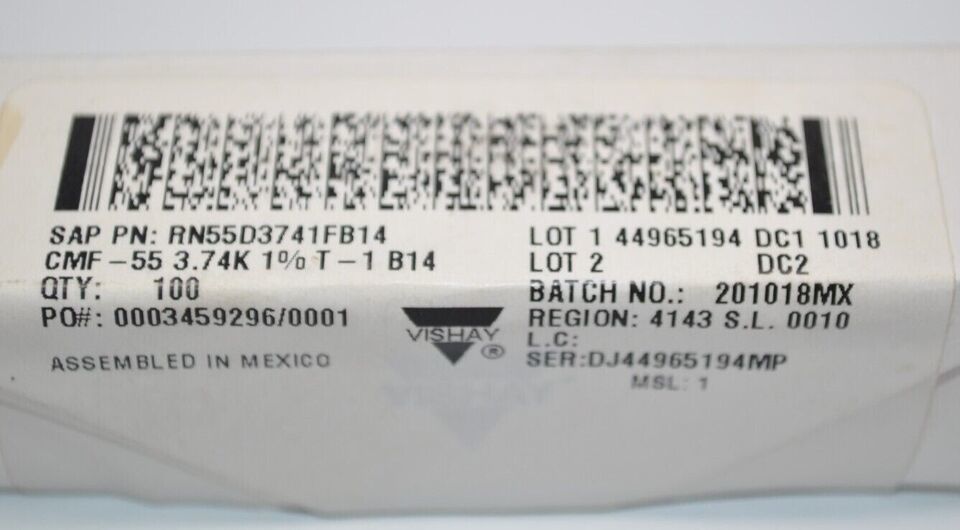 SAP PN: RN55D3741FB14
CMF-55 3.74K 1% T-1 B14
QTY: 100
PO#: 0003459296/0001
ASSEMBLED IN MEXICO
VISHAY
®
LOT 1 44965194 DC1 1018
LOT 2 DC2
BATCH NO.: 201018MX
REGION: 4143 S.L. 0010
L.C:
SER:DJ44965194MP
MSL: 1
VISHAY